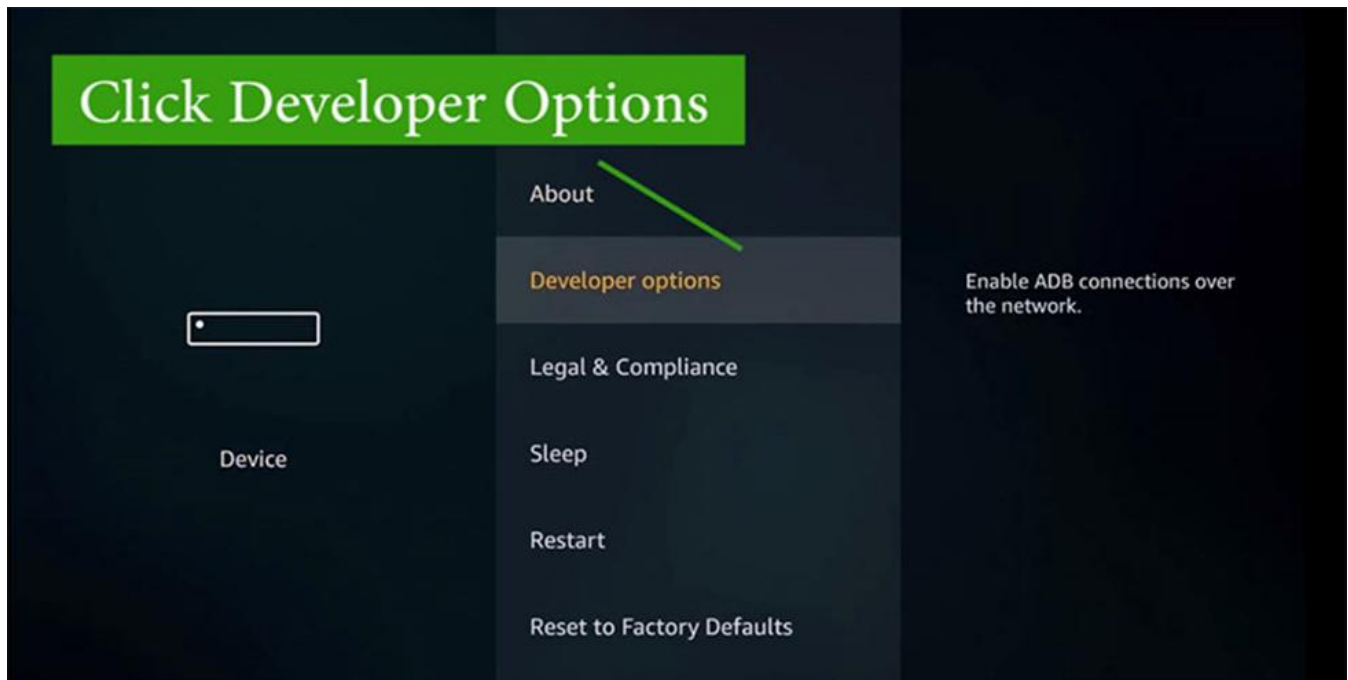 Click Developer Options
About
Developer options
Enable ADB connections over
the network.
Legal & Compliance
Device
Sleep
Restart
Reset to Factory Defaults